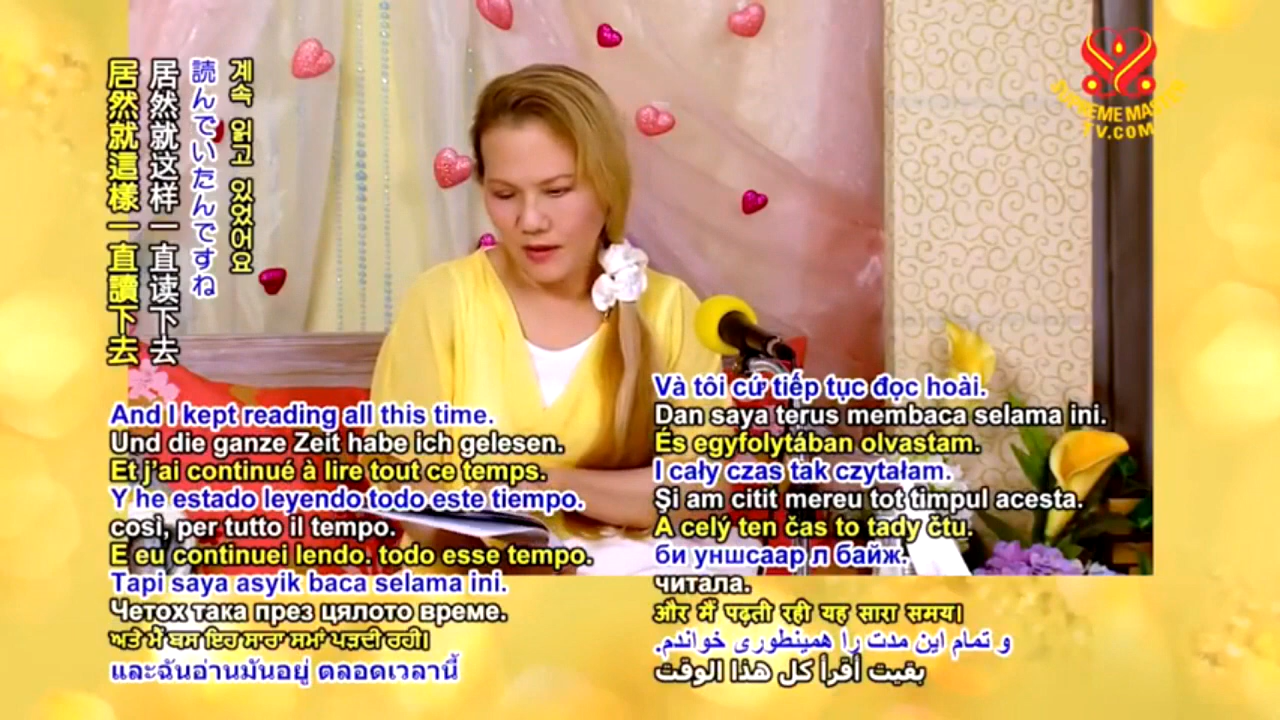 계속 읽고 있었어요
読んでいたんですね
居然就这样一直读下去
居然就這樣一直讀下去
SUPREME MASTER
TV.COM
And I kept reading all this time.
Und die ganze Zeit habe ich gelesen.
Et j'ai continué à lire tout ce temps.
Y he estado leyendo todo este tiempo.
così, per tutto il tempo.
E eu continuei lendo, todo esse tempo.
Tapi saya asyik baca selama ini.
Четох така през цялото време.
ਅਤੇ ਮੈਂ ਬਸ ਇਹ ਸਾਰਾ ਸਮਾਂ ਪੜਦੀ ਰਹੀ।
และฉันอ่านมันอยู่ ตลอดเวลานี้
Và tôi cứ tiếp tục đọc hoài.
Dan saya terus membaca selama ini.
És egyfolytában olvastam.
I cały czas tak czytałam.
Şi am citit mereu tot timpul acesta.
A celý ten čas to tady čtu.
би уншсаар л байж.
читала.
और मैं पढ़ती रही यह सारा समय।
و تمام این مدت را همینطوری خواندم.
بقيت أقرأ كل هذا الوقت